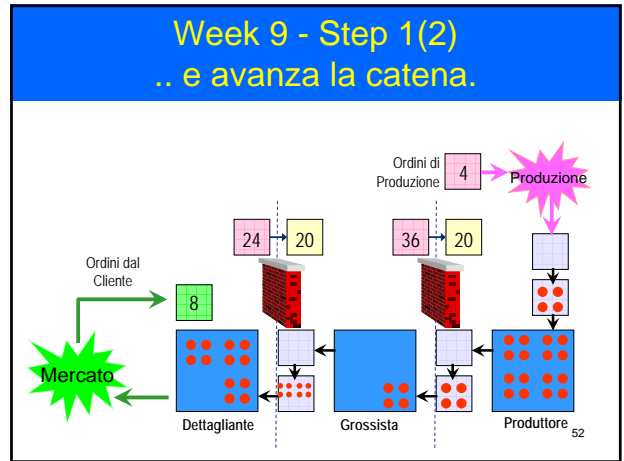 Week 9 - Step 1(2)
.. e avanza la catena.
Ordini di
Produzione
4
Produzione
24
20
36
20
Ordini dal
Cliente
8
Mercato
Dettagliante
Grossista
Produttore
52